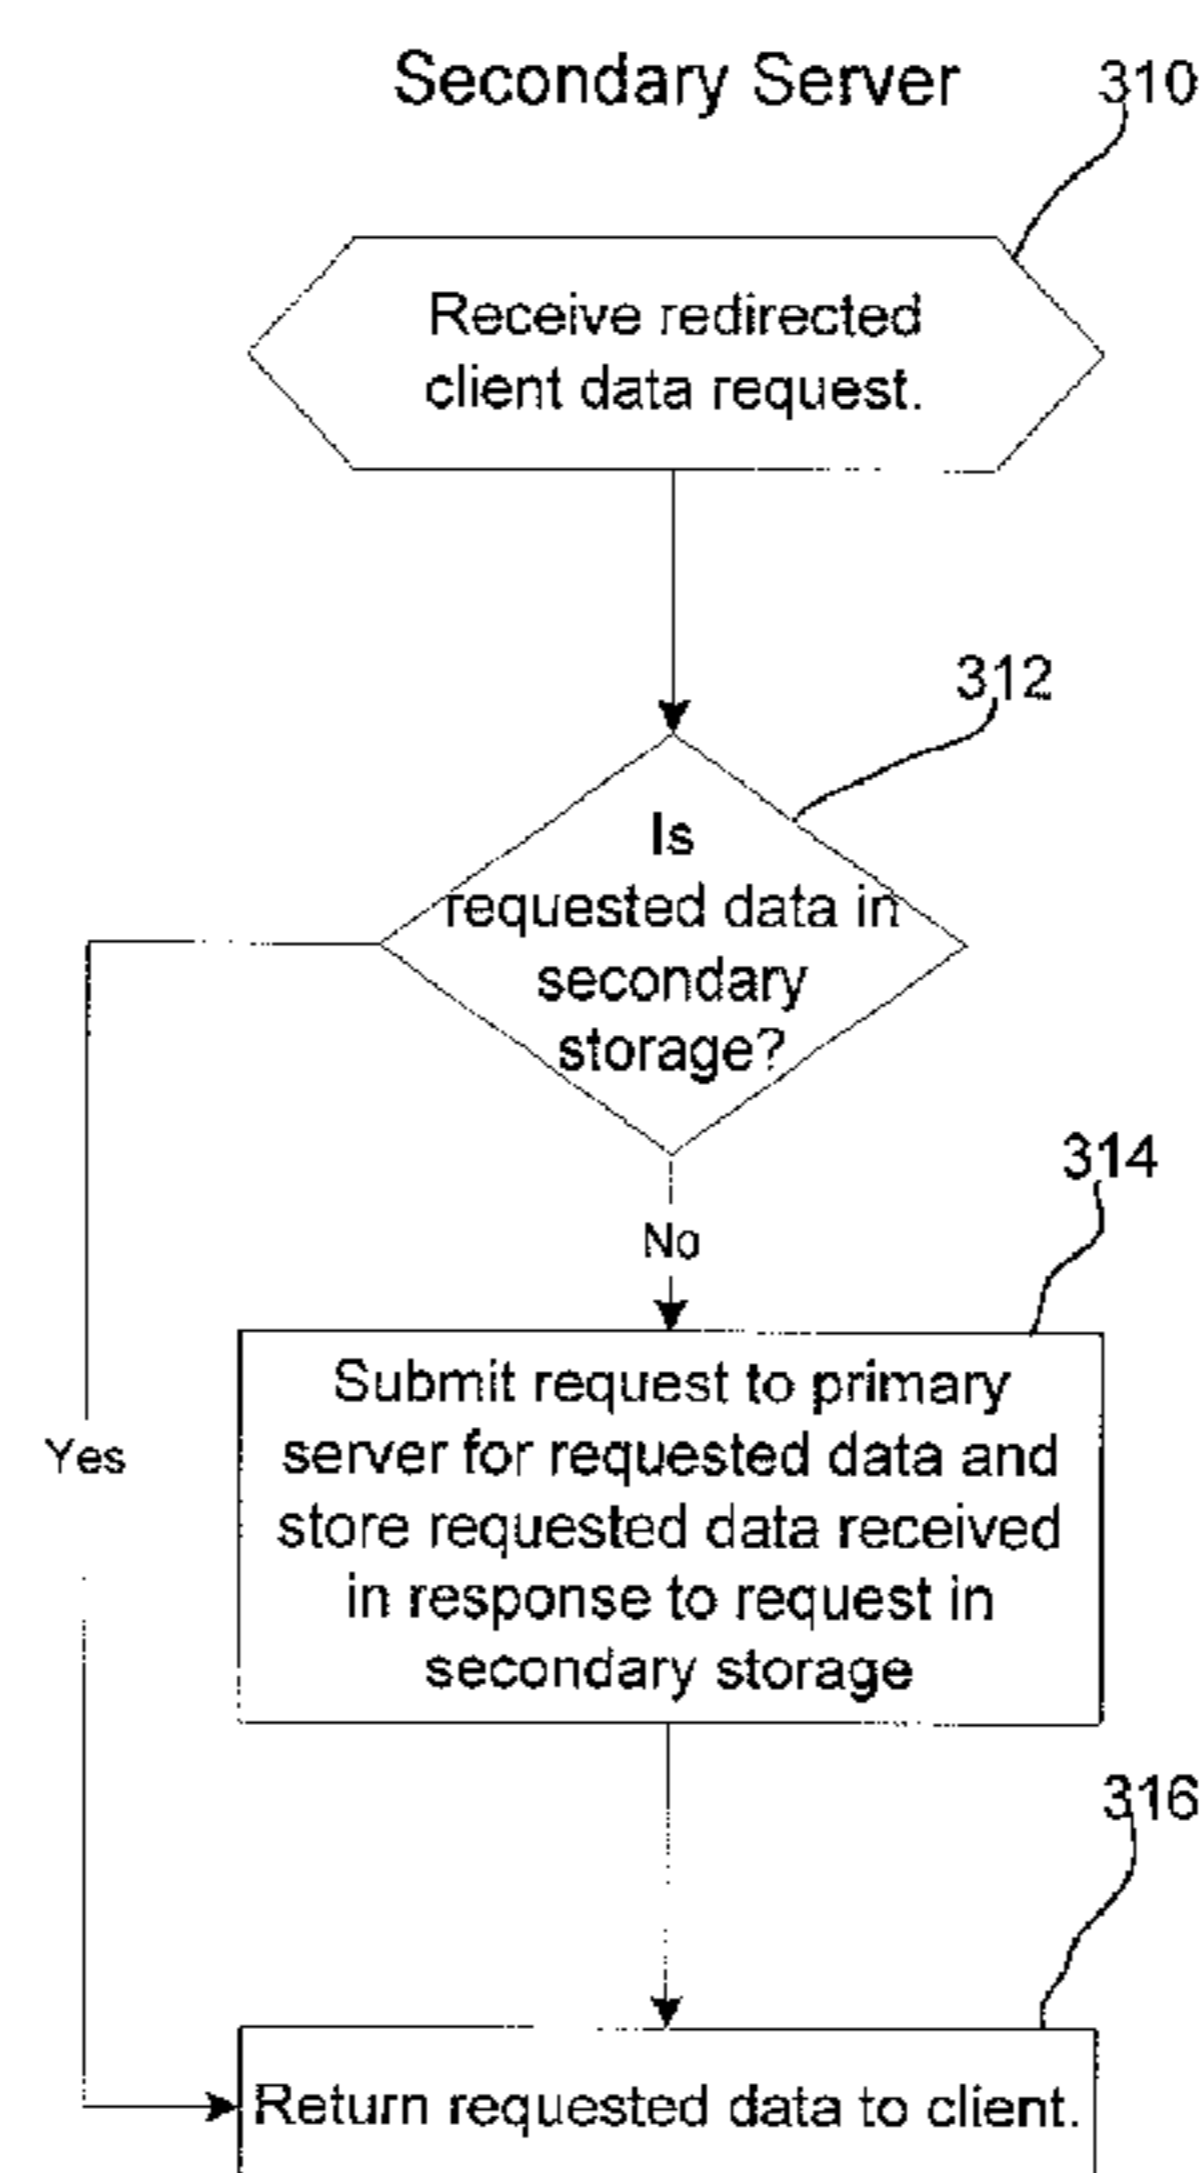 Secondary Server
310
Receive redirected
client data request.
312
Is
requested data in
secondary
storage?
314
No
Submit request to primary
server for requested data and
store requested data received
in response to request in
secondary storage
Yes
316
Return requested data to client.